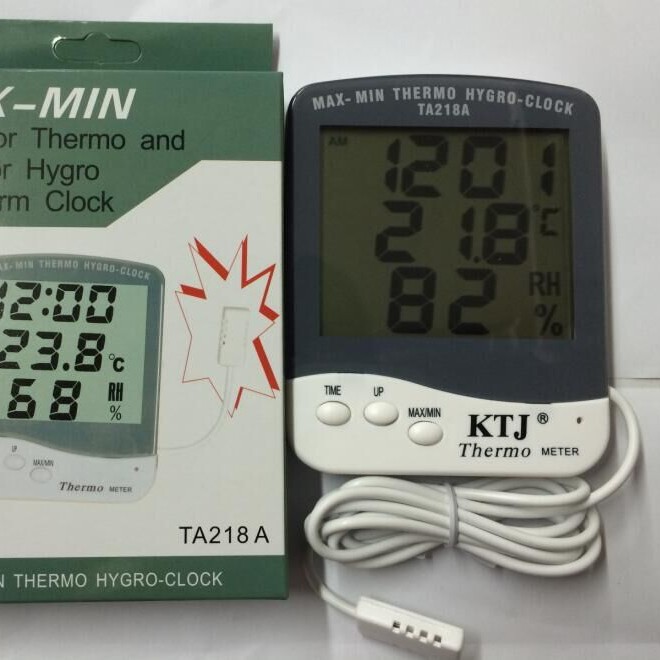 X-MIN
or Thermo and
or Hygro
rm Clock
AX-MIN THERMO HYGRO-CLOCK
12:00
23.8°C
68 RH
%
UP
MAX/MIN
Thermo METER
TA218 A
N THERMO HYGRO-CLOCK
MAX-MIN THERMO HYGRO-CLOCK
TA218A
AM
1201
21.8°C
82 RH
%
TIME UP MAX/MIN
KTJ ®
Thermo METER